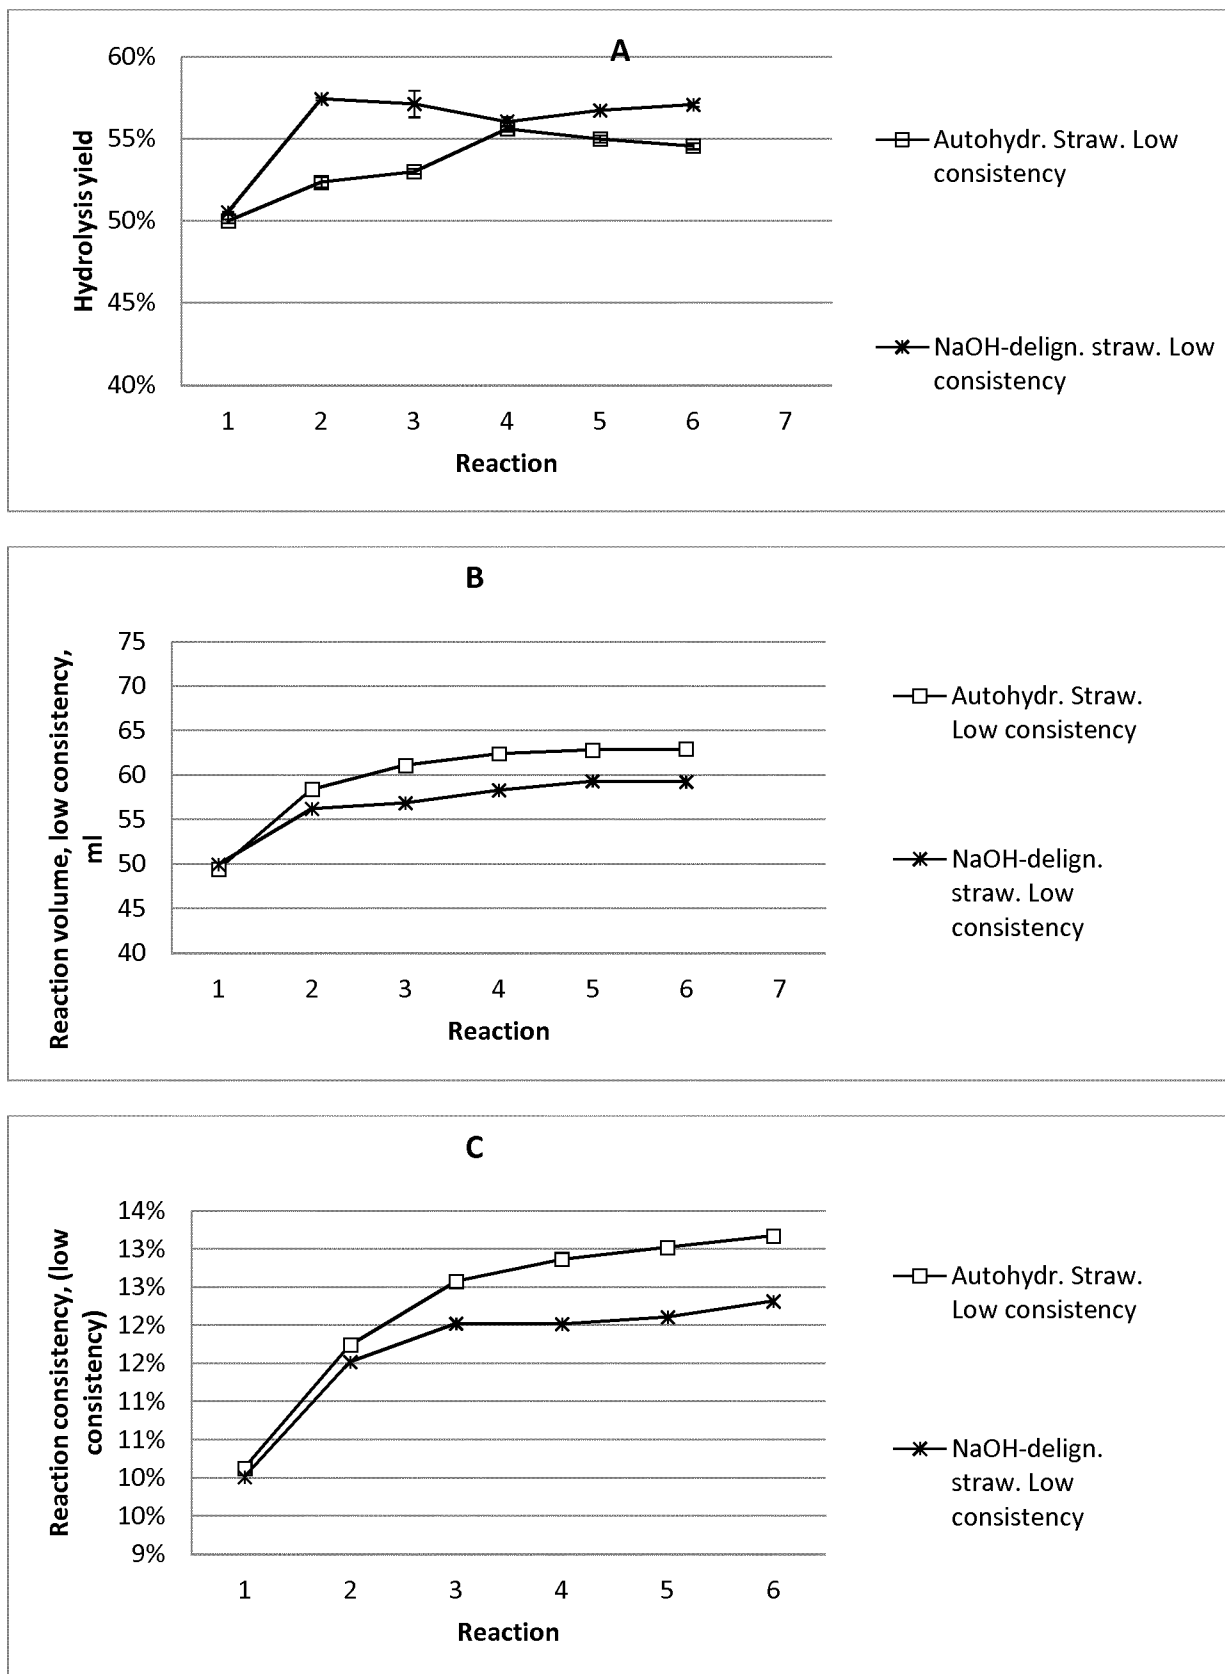 A
60%
55%
50%
45%
40%
Hydrolysis yield
1 2 3 4 5 6 7
Reaction
Autohydr. Straw. Low
consistency
NaOH-delign. straw. Low
consistency
B
75
70
65
60
55
50
45
40
Reaction volume, low consistency,
ml
1 2 3 4 5 6 7
Reaction
Autohydr. Straw.
Low consistency
NaOH-delign.
straw. Low
consistency
C
14%
13%
13%
12%
12%
11%
11%
10%
10%
9%
Reaction consistency, (low
consistency)
1 2 3 4 5 6
Reaction
Autohydr. Straw.
Low consistency
NaOH-delign.
straw. Low
consistency